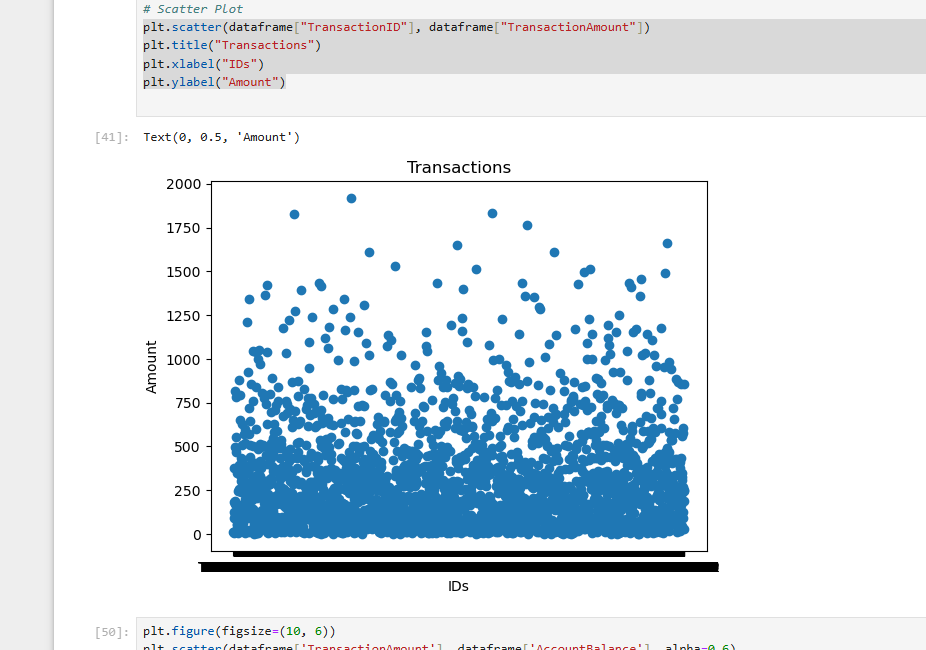 # Scatter Plot
plt.scatter(dataframe["TransactionID"], dataframe["TransactionAmount"])
plt.title("Transactions")
plt.xlabel("IDs")
plt.ylabel("Amount")
[41]: Text(0, 0.5, 'Amount')
Transactions
2000
1750
1500
1250
1000
750
500
250
0
Amount
IDs
[50]: plt.figure(figsize=(10, 6))
plt.scatter(dataframe['TransactionAmount'], dataframe['AccountBalance'], alpha=0.6)